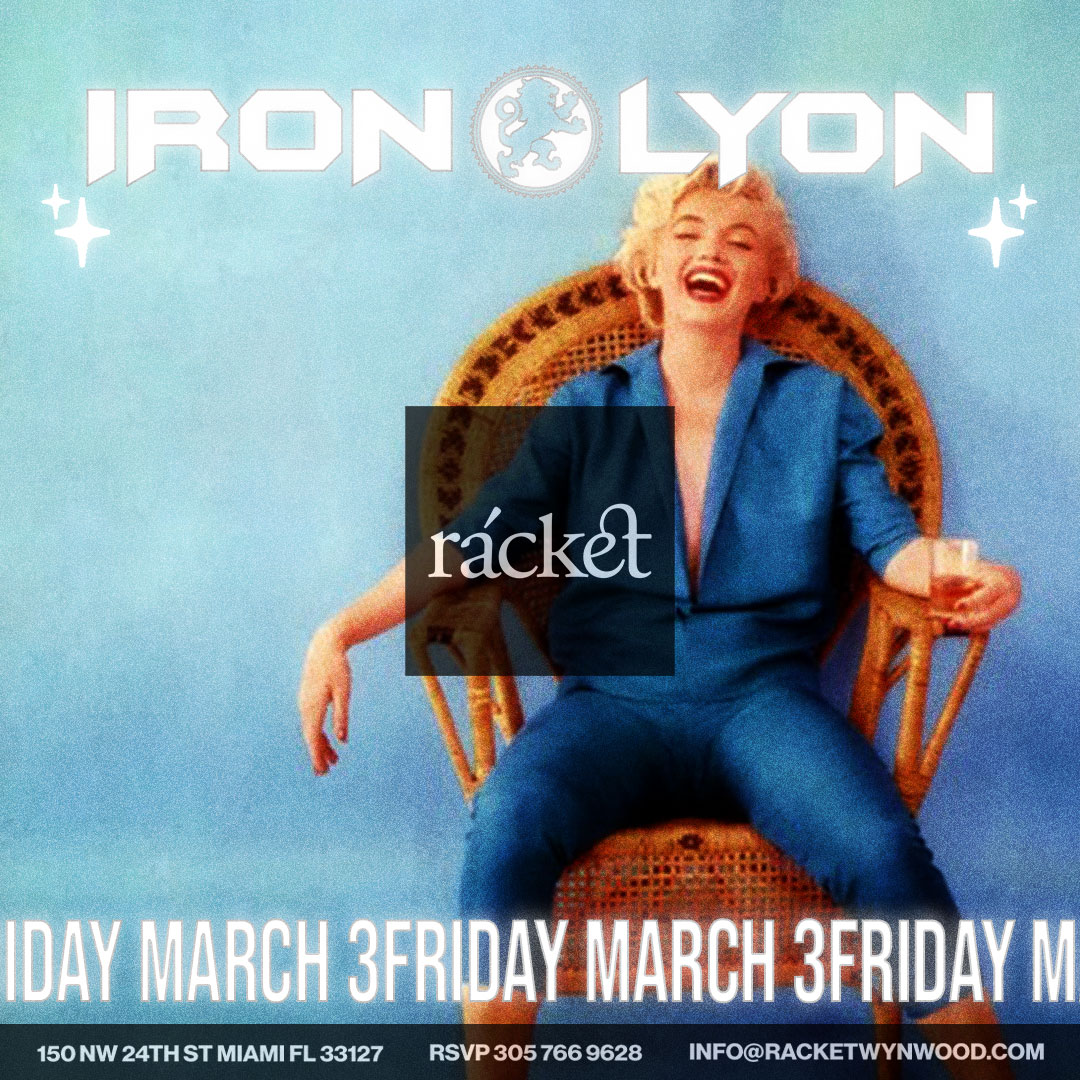 IRON LYON
rácket
IDAY MARCH 3FRIDAY MARCH 3FRIDAY M
150 NW 24TH ST MIAMI FL 33127 RSVP 305 766 9628 INFO@RACKETWYNWOOD.COM